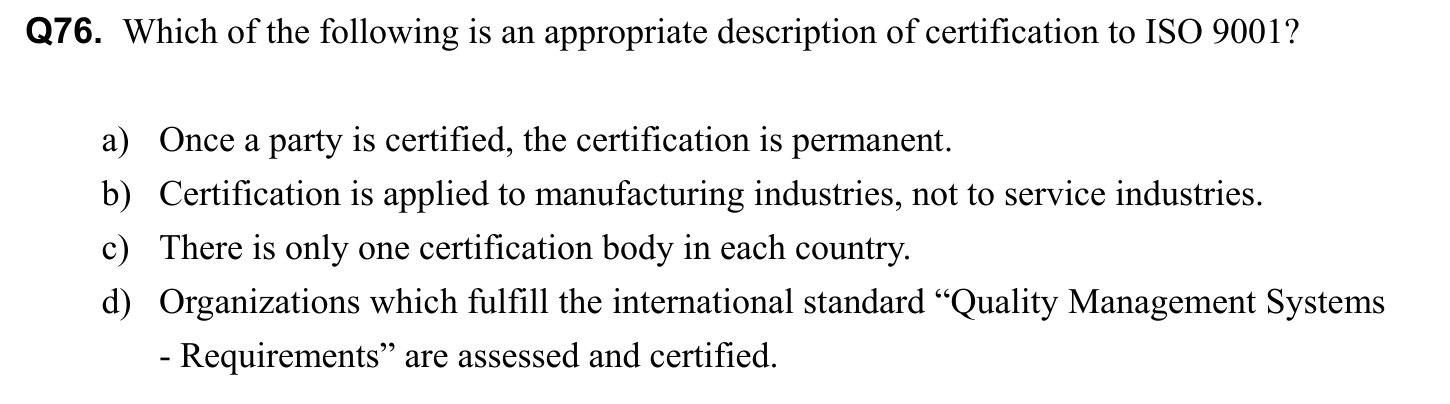 Q76. Which of the following is an appropriate description of certification to ISO 9001?
a) Once a party is certified, the certification is permanent.
b) Certification is applied to manufacturing industries, not to service industries.
c) There is only one certification body in each country.
d) Organizations which fulfill the international standard “Quality Management Systems
- Requirements” are assessed and certified.